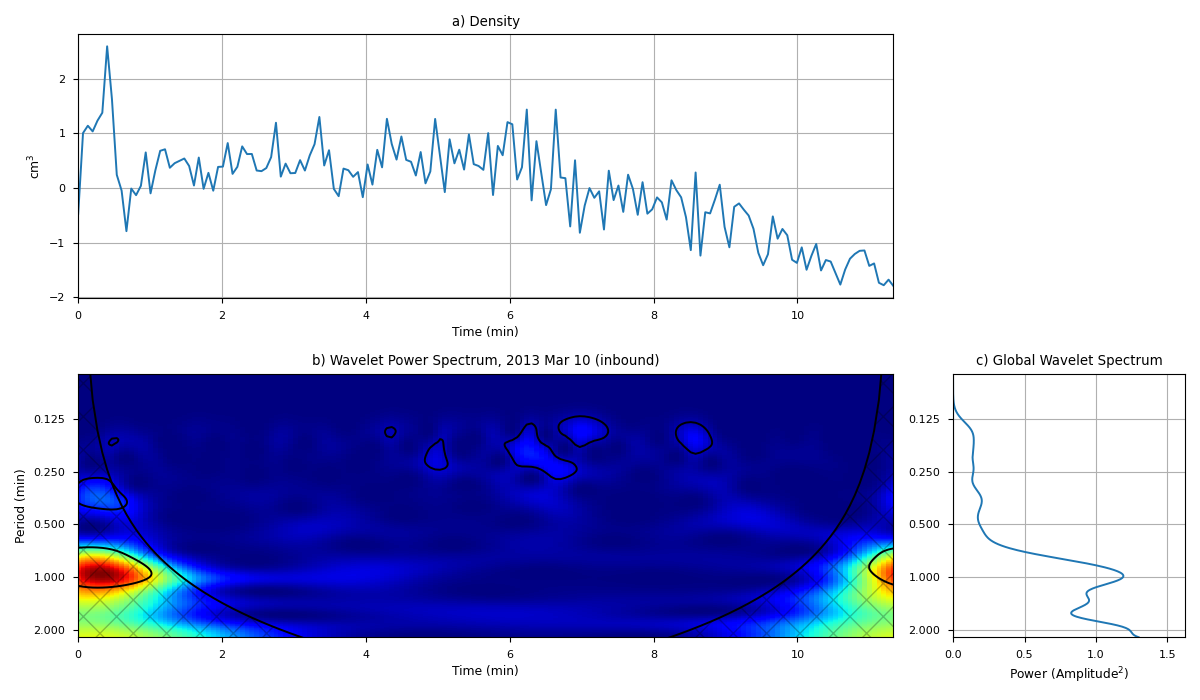 a) Density
cm³
2
1
0
−1
−2
0 2 4 6 8 10
Time (min)
b) Wavelet Power Spectrum, 2013 Mar 10 (inbound)
Period (min)
0.125
0.250
0.500
1.000
2.000
0 2 4 6 8 10
Time (min)
c) Global Wavelet Spectrum
0.125
0.250
0.500
1.000
2.000
0.0 0.5 1.0 1.5
Power (Amplitude²)